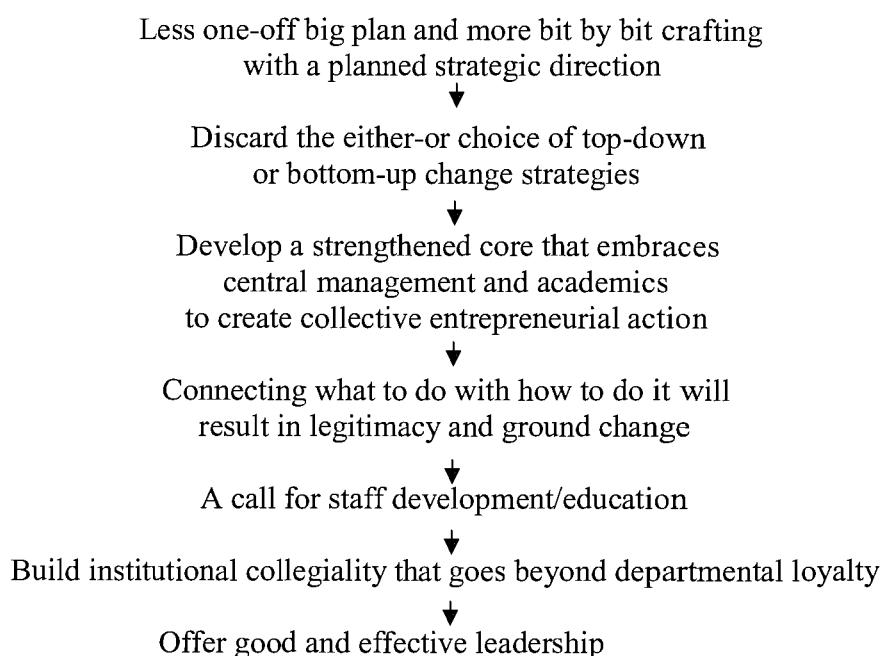 Less one-off big plan and more bit by bit crafting
with a planned strategic direction
Discard the either-or choice of top-down
or bottom-up change strategies
Develop a strengthened core that embraces
central management and academics
to create collective entrepreneurial action
Connecting what to do with how to do it will
result in legitimacy and ground change
A call for staff development/education
Build institutional collegiality that goes beyond departmental loyalty
Offer good and effective leadership